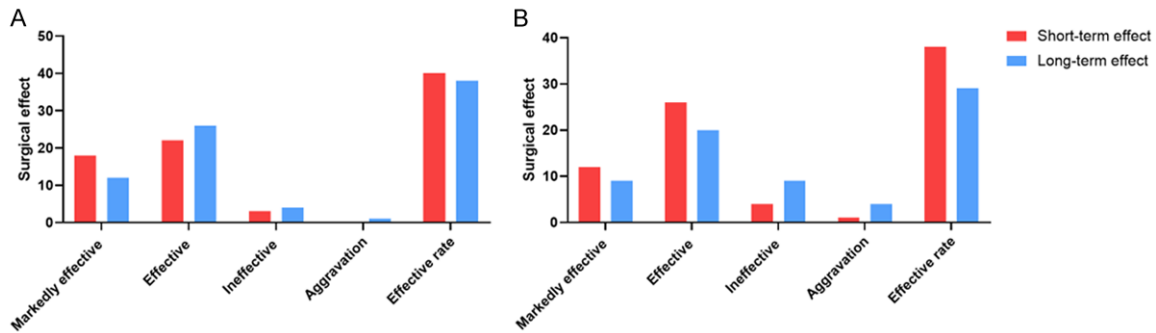 A
Surgical effect
50
40
30
20
10
0
Markedly effective
Effective
Ineffective
Aggravation
Effective rate
B
Surgical effect
40
30
20
10
0
Markedly effective
Effective
Ineffective
Aggravation
Effective rate
Short-term effect
Long-term effect